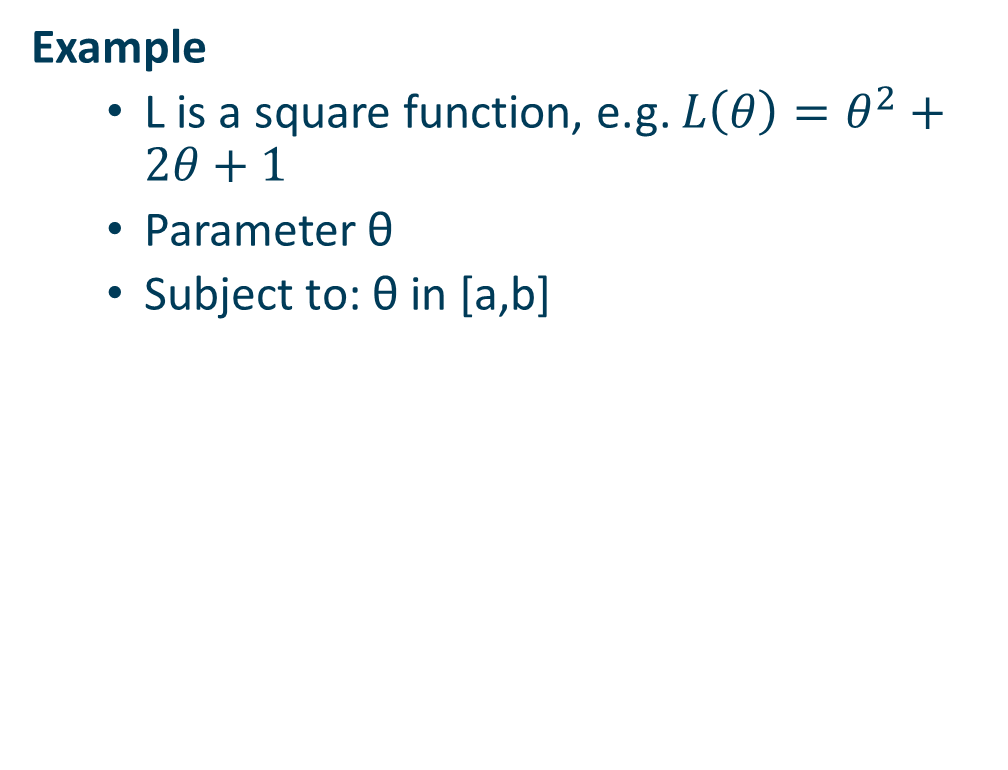 Example
• L is a square function, e.g. 𝐿(𝜃) = 𝜃² +
2𝜃 + 1
• Parameter θ
• Subject to: θ in [a,b]